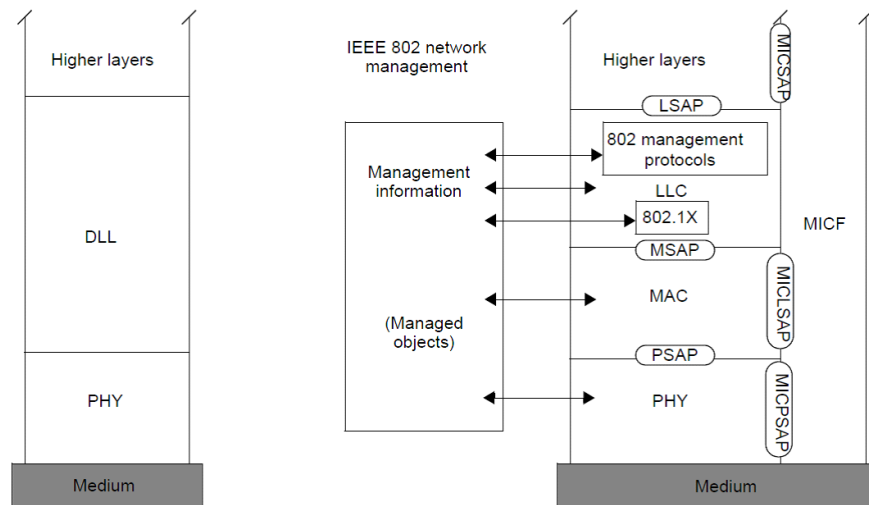 Higher layers
DLL
PHY
Medium
IEEE 802 network
management
Management
information
(Managed
objects)
Higher layers
MICSAP
LSAP
802 management
protocols
LLC
802.1X
MICF
MSAP
MAC
MICLSAP
PSAP
PHY
MICPSAP
Medium